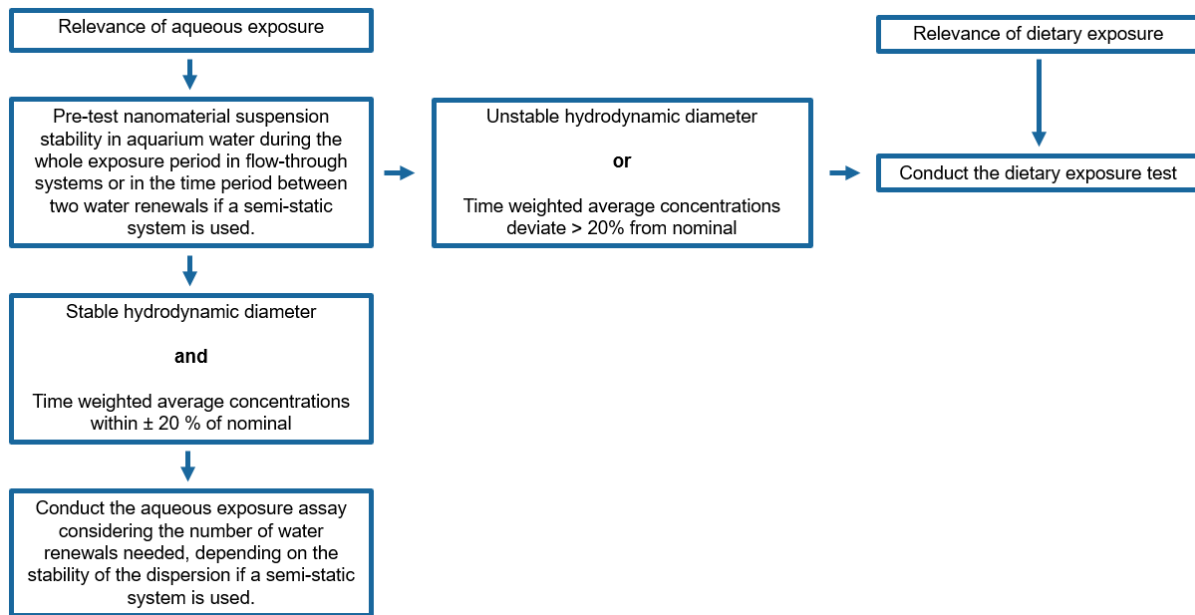 Relevance of aqueous exposure
Relevance of dietary exposure
Pre-test nanomaterial suspension
stability in aquarium water during the
whole exposure period in flow-through
systems or in the time period between
two water renewals if a semi-static
system is used.
Unstable hydrodynamic diameter
or
Time weighted average concentrations
deviate > 20% from nominal
Conduct the dietary exposure test
Stable hydrodynamic diameter
and
Time weighted average concentrations
within ± 20 % of nominal
Conduct the aqueous exposure assay
considering the number of water
renewals needed, depending on the
stability of the dispersion if a semi-static
system is used.